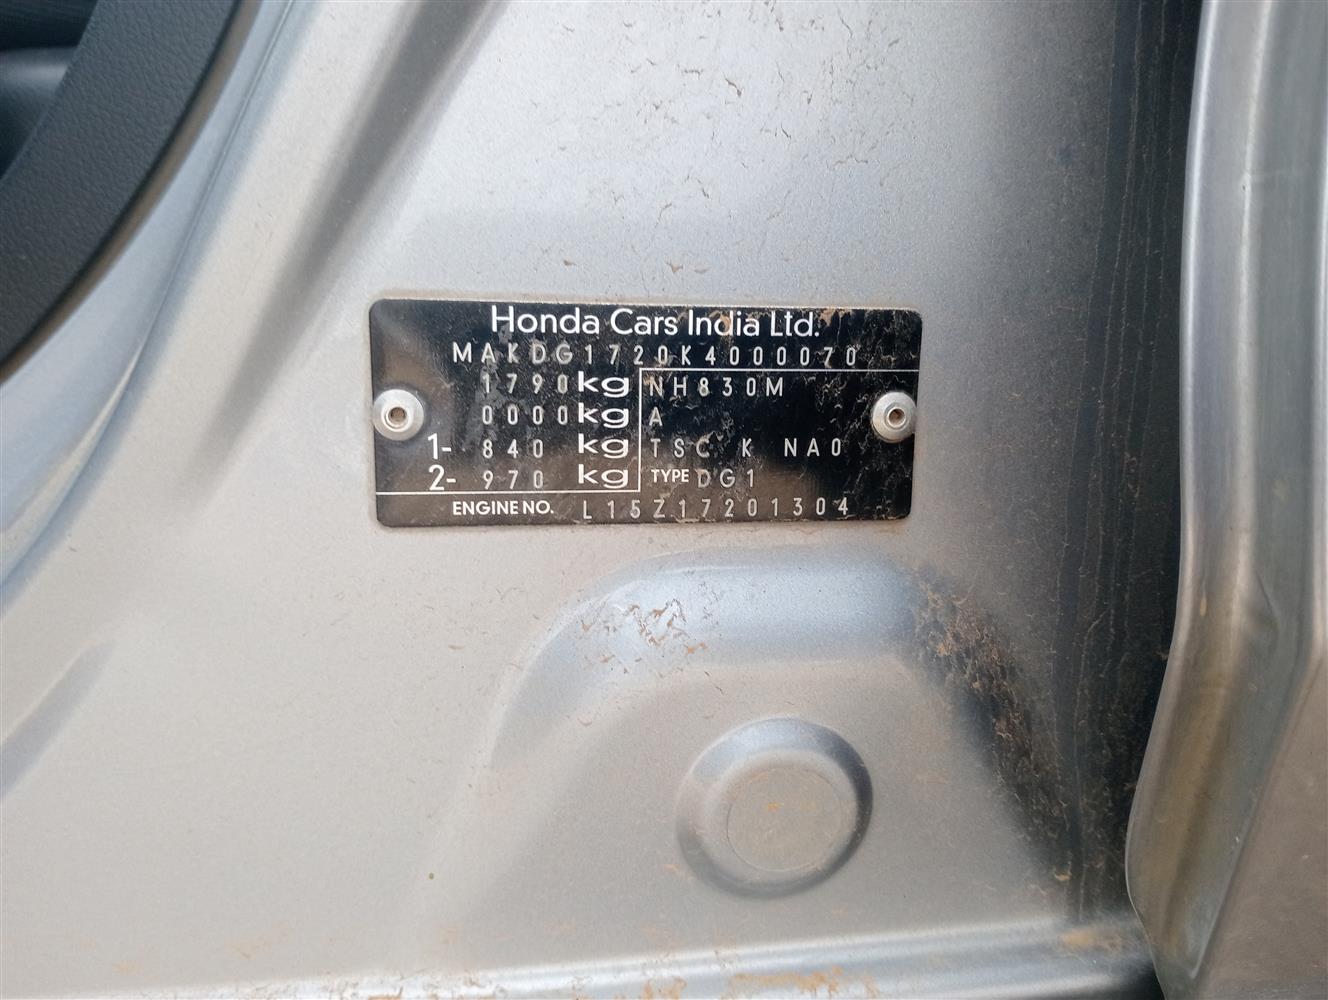 Honda Cars India Ltd.
MAKDG1720K4000070
1790kg NH830M
0000kg A
1- 840 kg TSC K NA0
2- 970 kg TYPE DG1
ENGINE NO. L15Z17201304